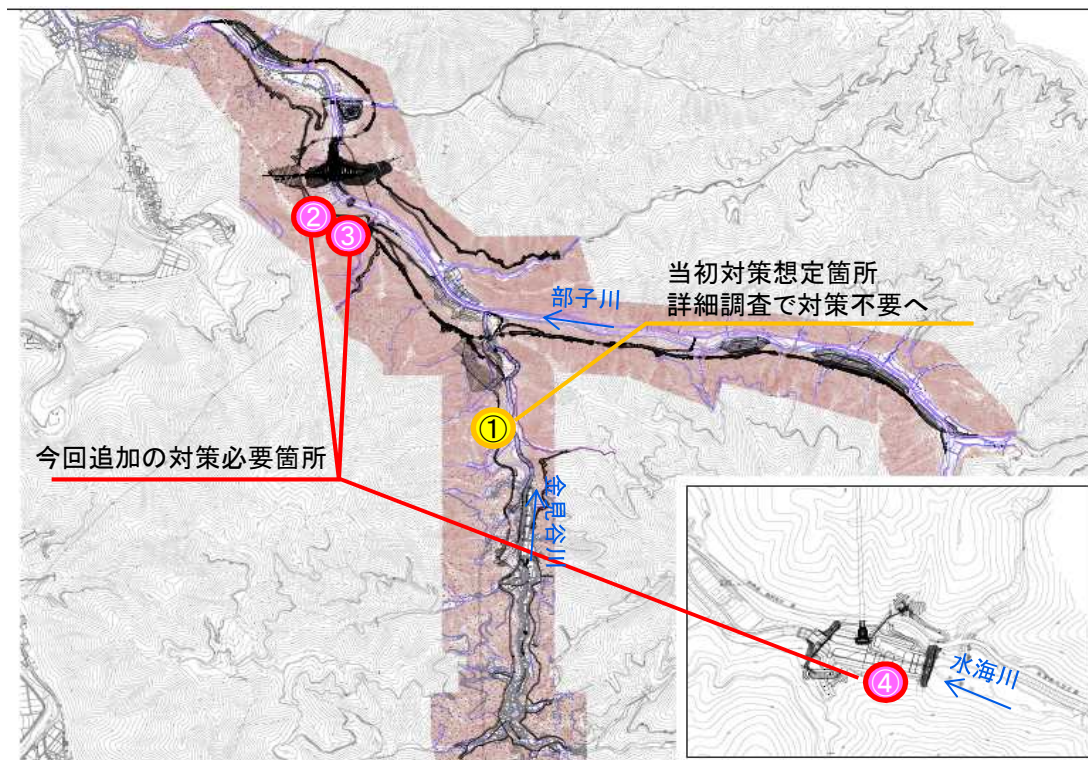 ②
③
当初対策想定箇所
詳細調査で対策不要へ
部子川
①
今回追加の対策必要箇所
金見谷川
水海川
④